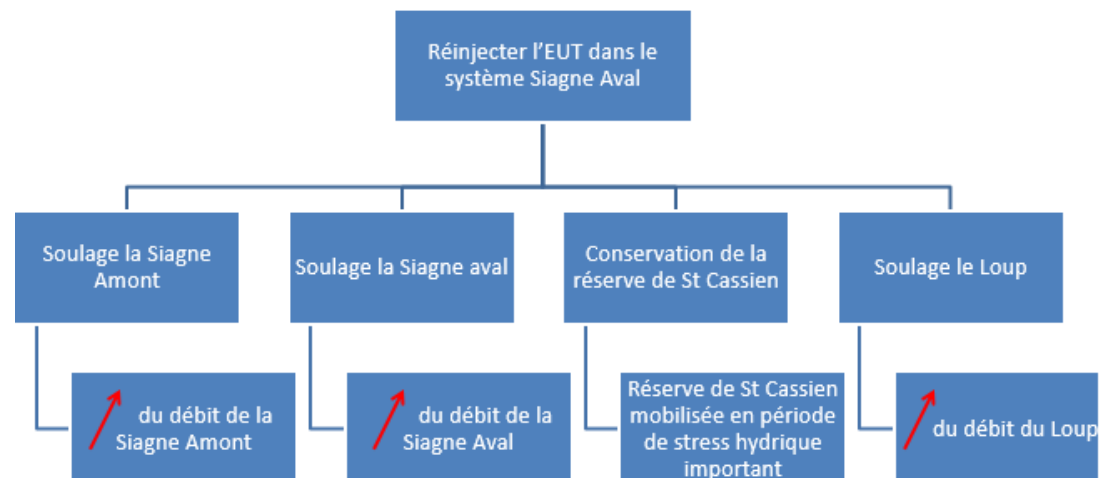 Réinjecter l'EUT dans le
système Siagne Aval
Soulage la Siagne
Amont
Soulage la Siagne aval
Conservation de la
réserve de St Cassien
Soulage le Loup
du débit de la
Siagne Amont
du débit de la
Siagne Aval
Réserve de St Cassien
mobilisée en période
de stress hydrique
important
du débit du Loup